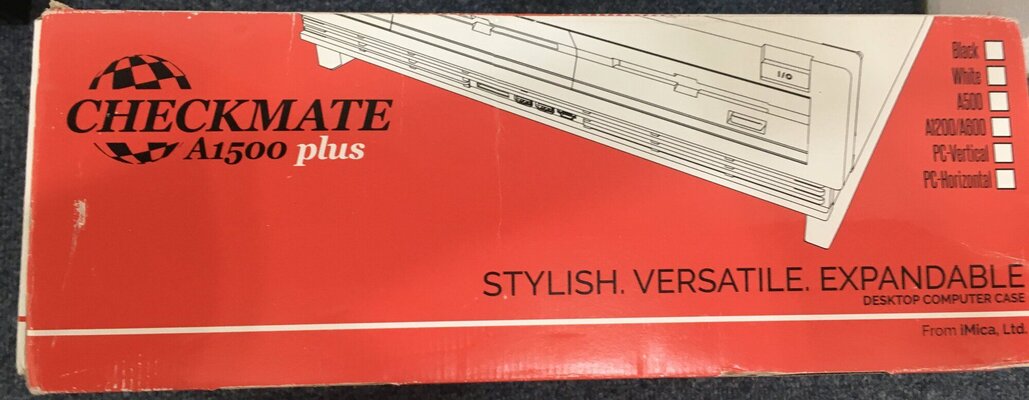 CHECKMATE
A1500 plus
I/O
Black
White
A500
A1200/A600
PC-Vertical
PC-Horizontal
STYLISH. VERSATILE. EXPANDABLE
DESKTOP COMPUTER CASE
From iMica, Ltd.